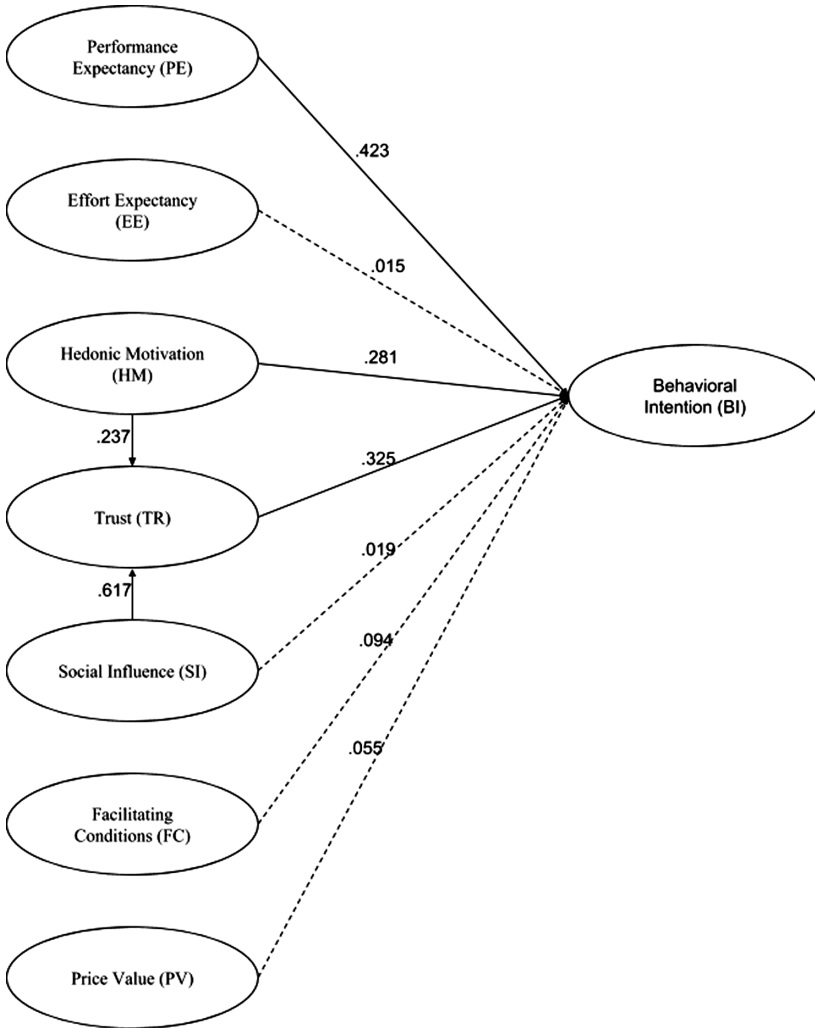 Performance
Expectancy (PE)
.423
Effort Expectancy
(EE)
.015
Hedonic Motivation
(HM)
.281
Behavioral
Intention (BI)
.237
.325
Trust (TR)
.019
.617
.094
Social Influence (SI)
.055
Facilitating
Conditions (FC)
Price Value (PV)